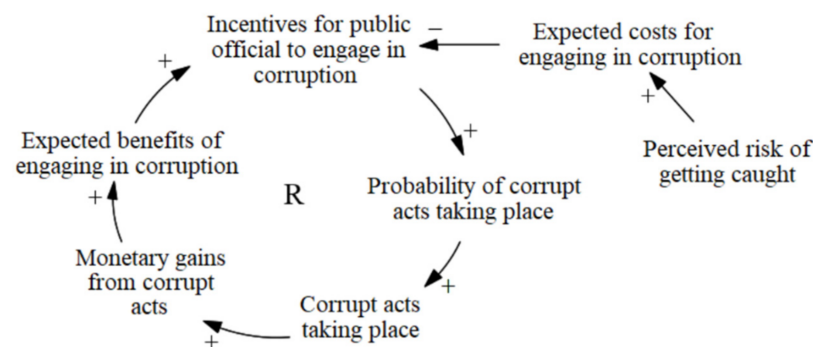 Incentives for public
official to engage in
corruption
−
Expected costs for
engaging in corruption
+
+
+
Expected benefits of
engaging in corruption
Perceived risk of
getting caught
+
R
Probability of corrupt
acts taking place
Monetary gains
from corrupt
acts
+
Corrupt acts
taking place
+